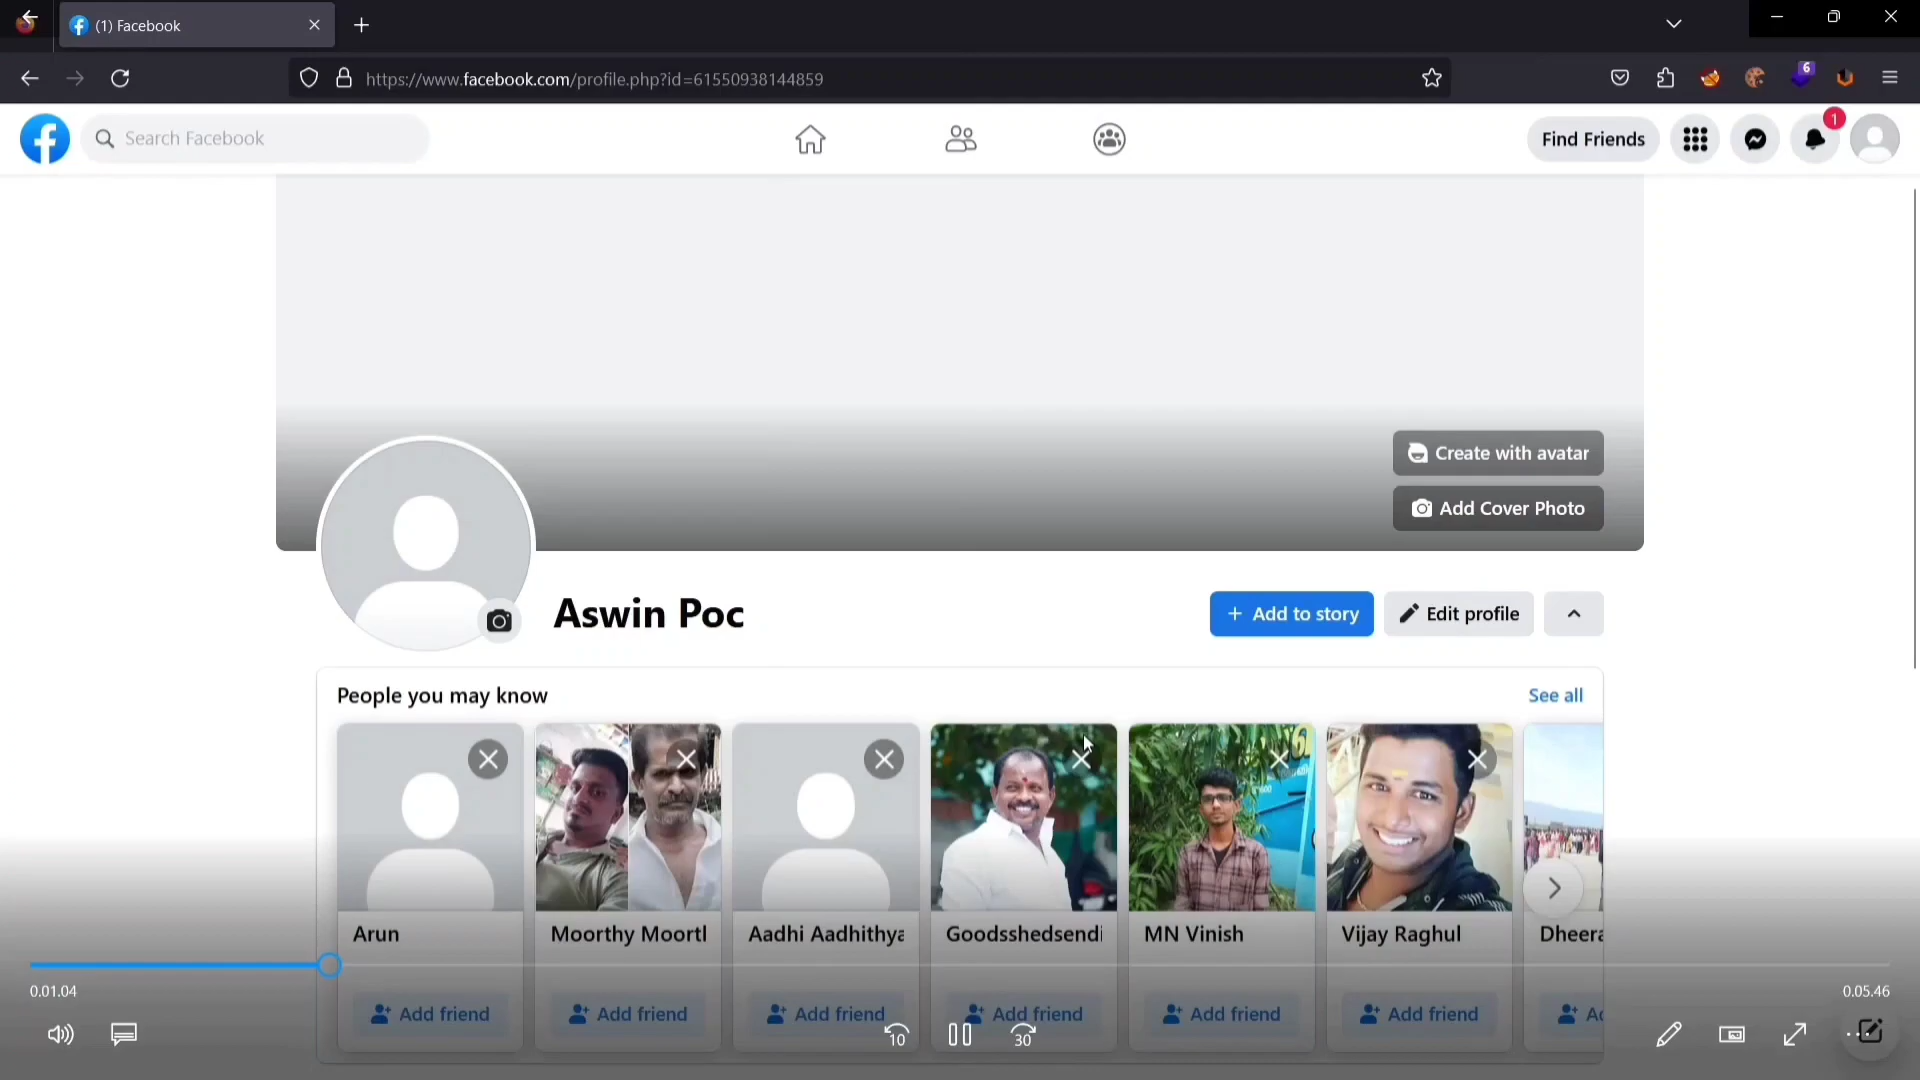 (1) Facebook
https://www.facebook.com/profile.php?id=61550938144859
6
Search Facebook
Find Friends
1
Create with avatar
Add Cover Photo
Aswin Poc
+ Add to story
Edit profile
People you may know
See all
Arun
Moorthy Moortl
Aadhi Aadhithya
Goodsshedsendi
MN Vinish
Vijay Raghul
Dheera
0.01.04
0.05.46
Add friend
Add friend
Add friend
Add friend
Add friend
Add friend
Ad
10
30